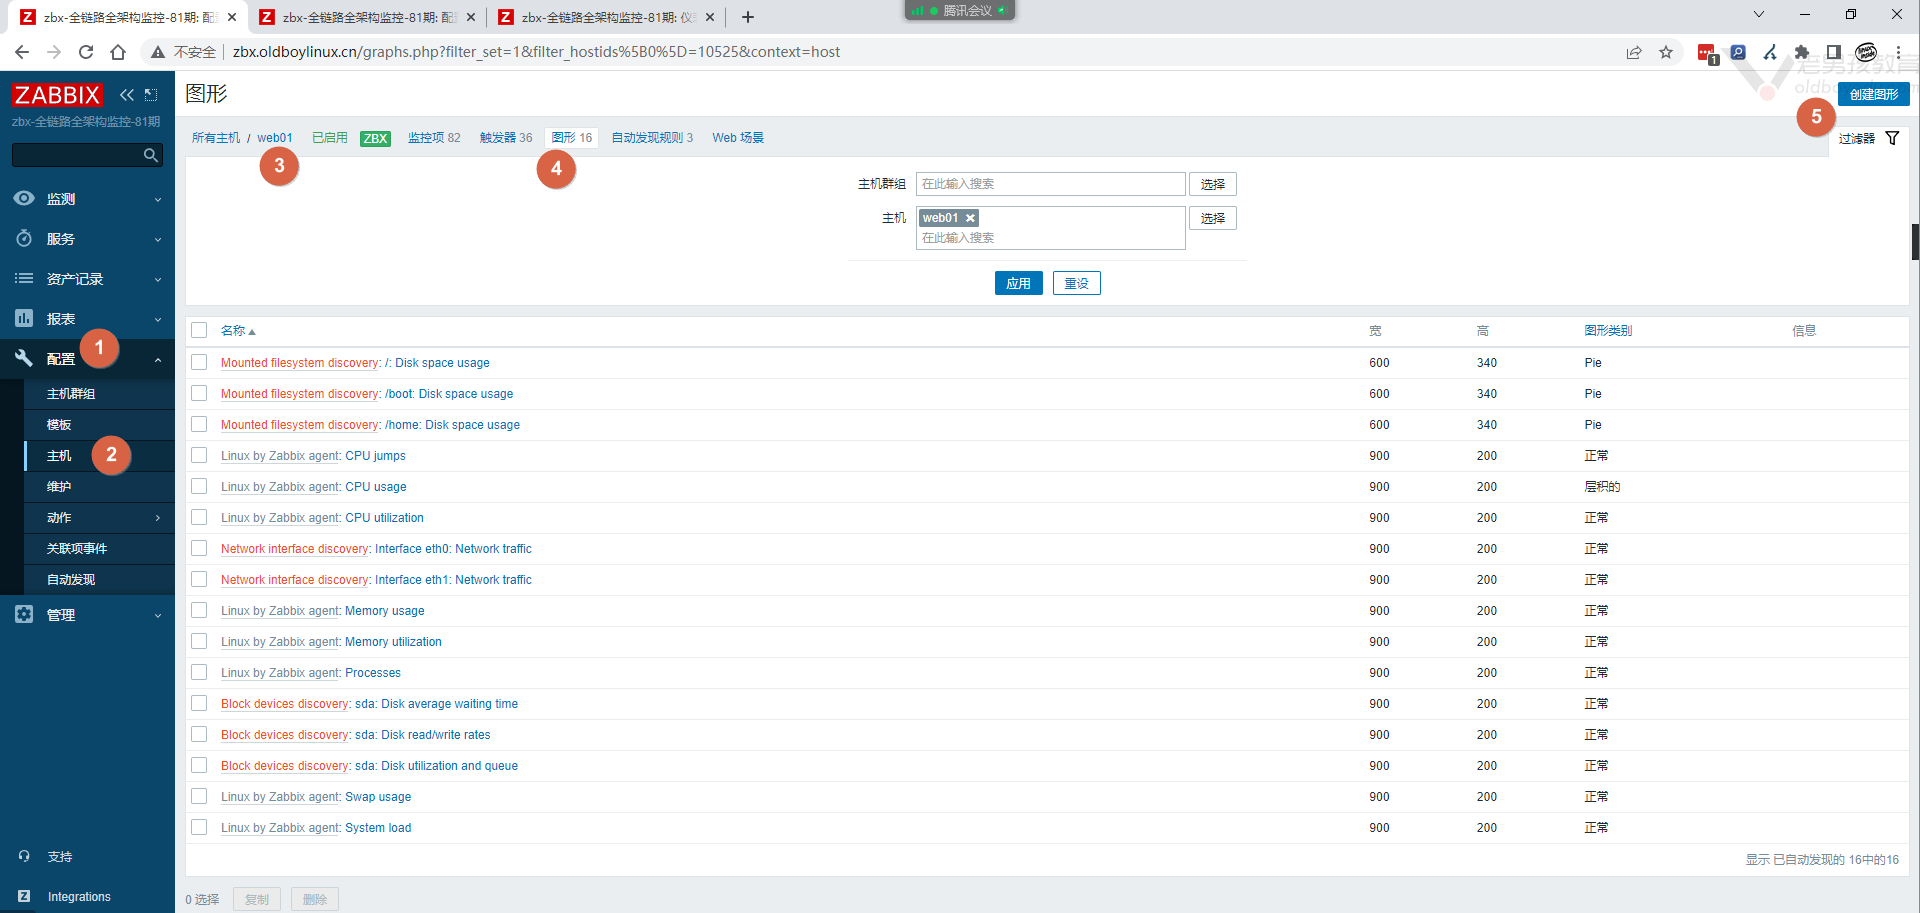 zbx-全链路全架构监控-81期: 配
zbx-全链路全架构监控-81期: 配
zbx-全链路全架构监控-81期: 仪
腾讯会议
不安全
zbx.oldboylinux.cn/graphs.php?filter_set=1&filter_hostids%5B0%5D=10525&context=host
1
老男孩教育
ZABBIX
图形
创建图形
zbx-全链路全架构监控-81期
5
所有主机 / web01 已启用 ZBX 监控项 82 触发器 36 图形 16 自动发现规则 3 Web 场景
过滤器
3
4
主机群组
在此输入搜索
选择
主机
web01
选择
在此输入搜索
应用
重设
监测
服务
资产记录
报表
配置
1
主机群组
模板
主机
2
维护
动作
关联项事件
自动发现
管理
支持
Integrations
名称 宽 高 图形类别 信息
Mounted filesystem discovery: /: Disk space usage 600 340 Pie
Mounted filesystem discovery: /boot: Disk space usage 600 340 Pie
Mounted filesystem discovery: /home: Disk space usage 600 340 Pie
Linux by Zabbix agent: CPU jumps 900 200 正常
Linux by Zabbix agent: CPU usage 900 200 层积的
Linux by Zabbix agent: CPU utilization 900 200 正常
Network interface discovery: Interface eth0: Network traffic 900 200 正常
Network interface discovery: Interface eth1: Network traffic 900 200 正常
Linux by Zabbix agent: Memory usage 900 200 正常
Linux by Zabbix agent: Memory utilization 900 200 正常
Linux by Zabbix agent: Processes 900 200 正常
Block devices discovery: sda: Disk average waiting time 900 200 正常
Block devices discovery: sda: Disk read/write rates 900 200 正常
Block devices discovery: sda: Disk utilization and queue 900 200 正常
Linux by Zabbix agent: Swap usage 900 200 正常
Linux by Zabbix agent: System load 900 200 正常
显示 已自动发现的 16中的16
0 选择 复制 删除